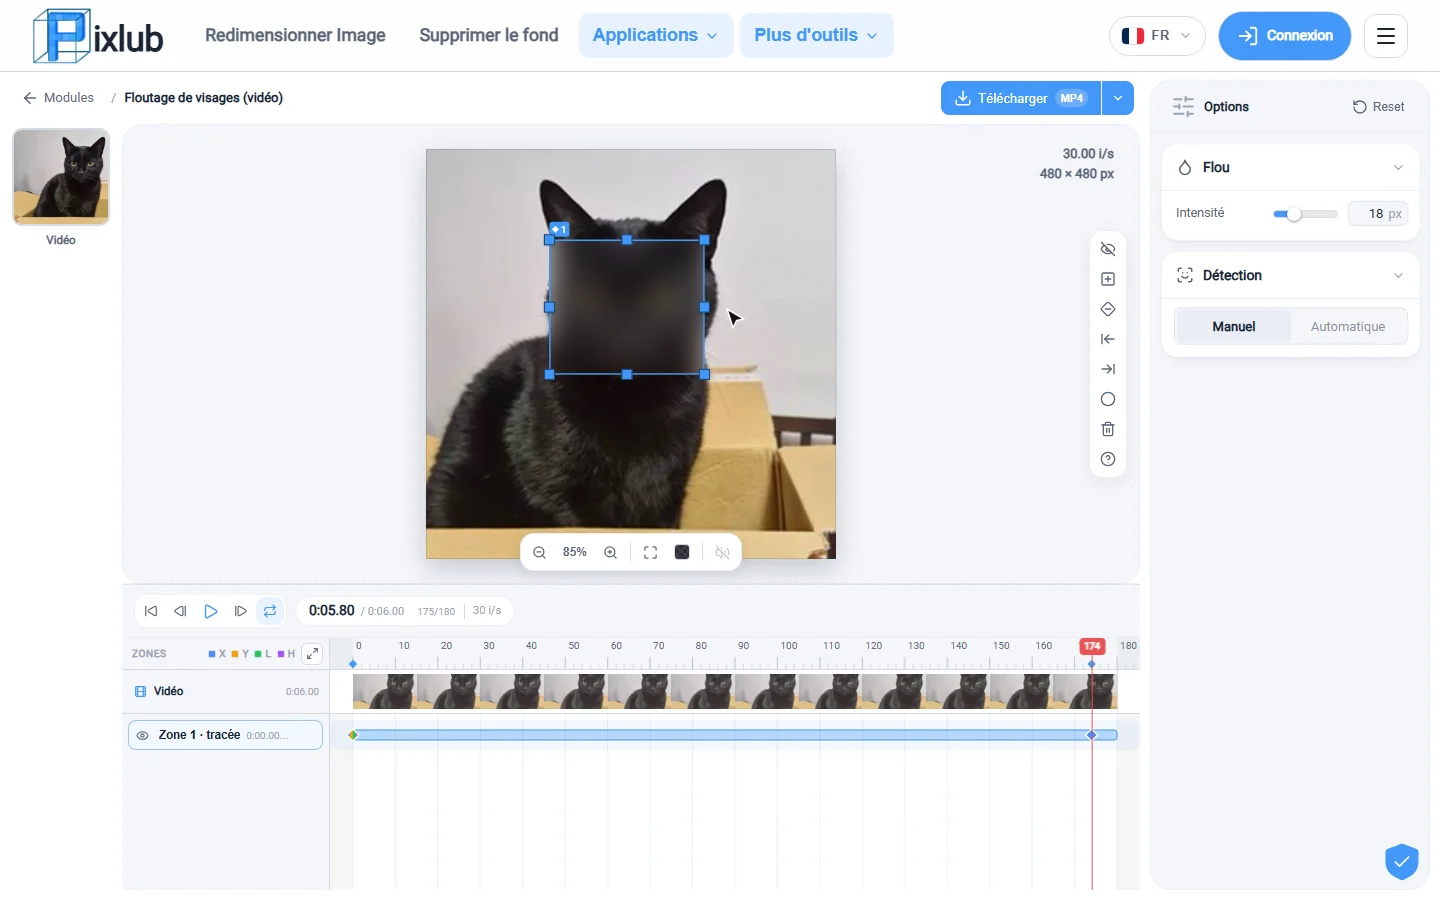 Pixlub
Redimensionner Image
Supprimer le fond
Applications
Plus d'outils
FR
Connexion
Modules / Floutage de visages (vidéo)
Télécharger MP4
Options
Reset
Vidéo
30.00 i/s
480 × 480 px
Flou
Intensité
18 px
Détection
Manuel
Automatique
1
85%
0:05.80 / 0:06.00 175/180 30 i/s
ZONES X Y L H
0 10 20 30 40 50 60 70 80 90 100 110 120 130 140 150 160 174 180
Vidéo 0:06.00
Zone 1 · tracée 0:00.00...